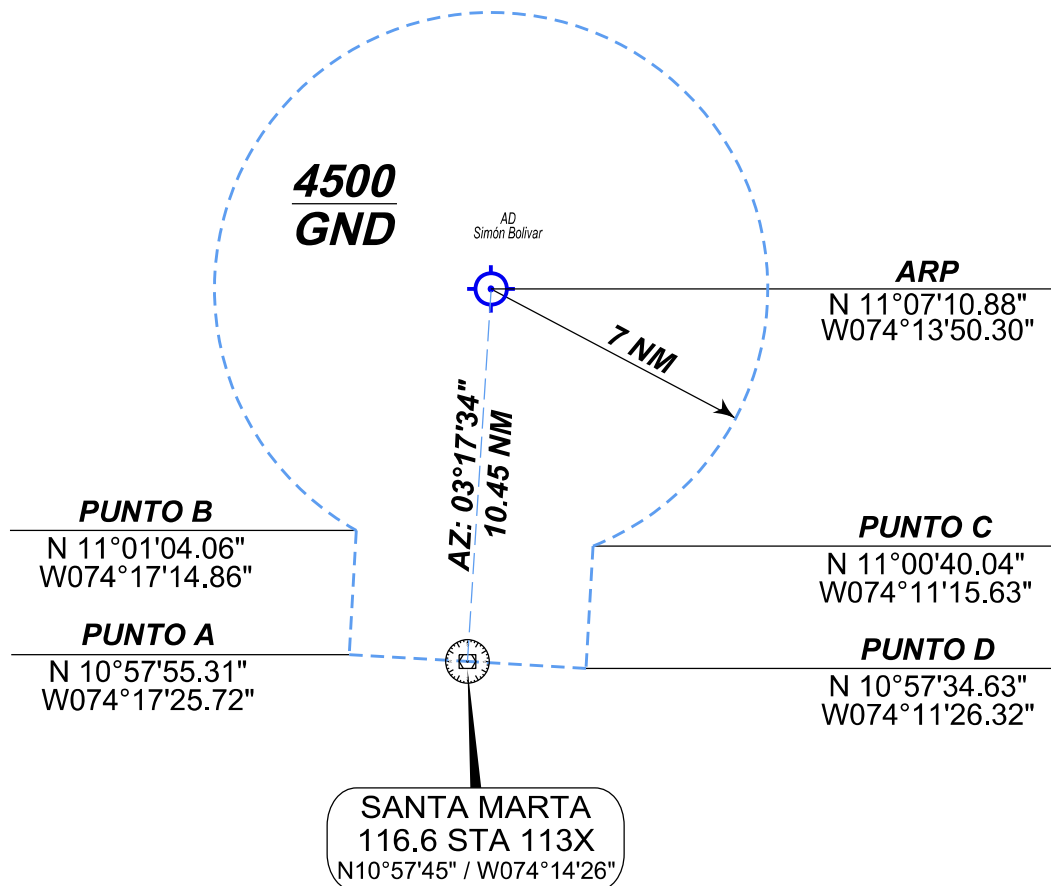 4500
GND
AD
Simón Bolívar
ARP
N 11°07'10.88"
W074°13'50.30"
7 NM
AZ: 03°17'34"
10.45 NM
PUNTO B
N 11°01'04.06"
W074°17'14.86"
PUNTO C
N 11°00'40.04"
W074°11'15.63"
PUNTO A
N 10°57'55.31"
W074°17'25.72"
PUNTO D
N 10°57'34.63"
W074°11'26.32"
SANTA MARTA
116.6 STA 113X
N10°57'45" / W074°14'26"